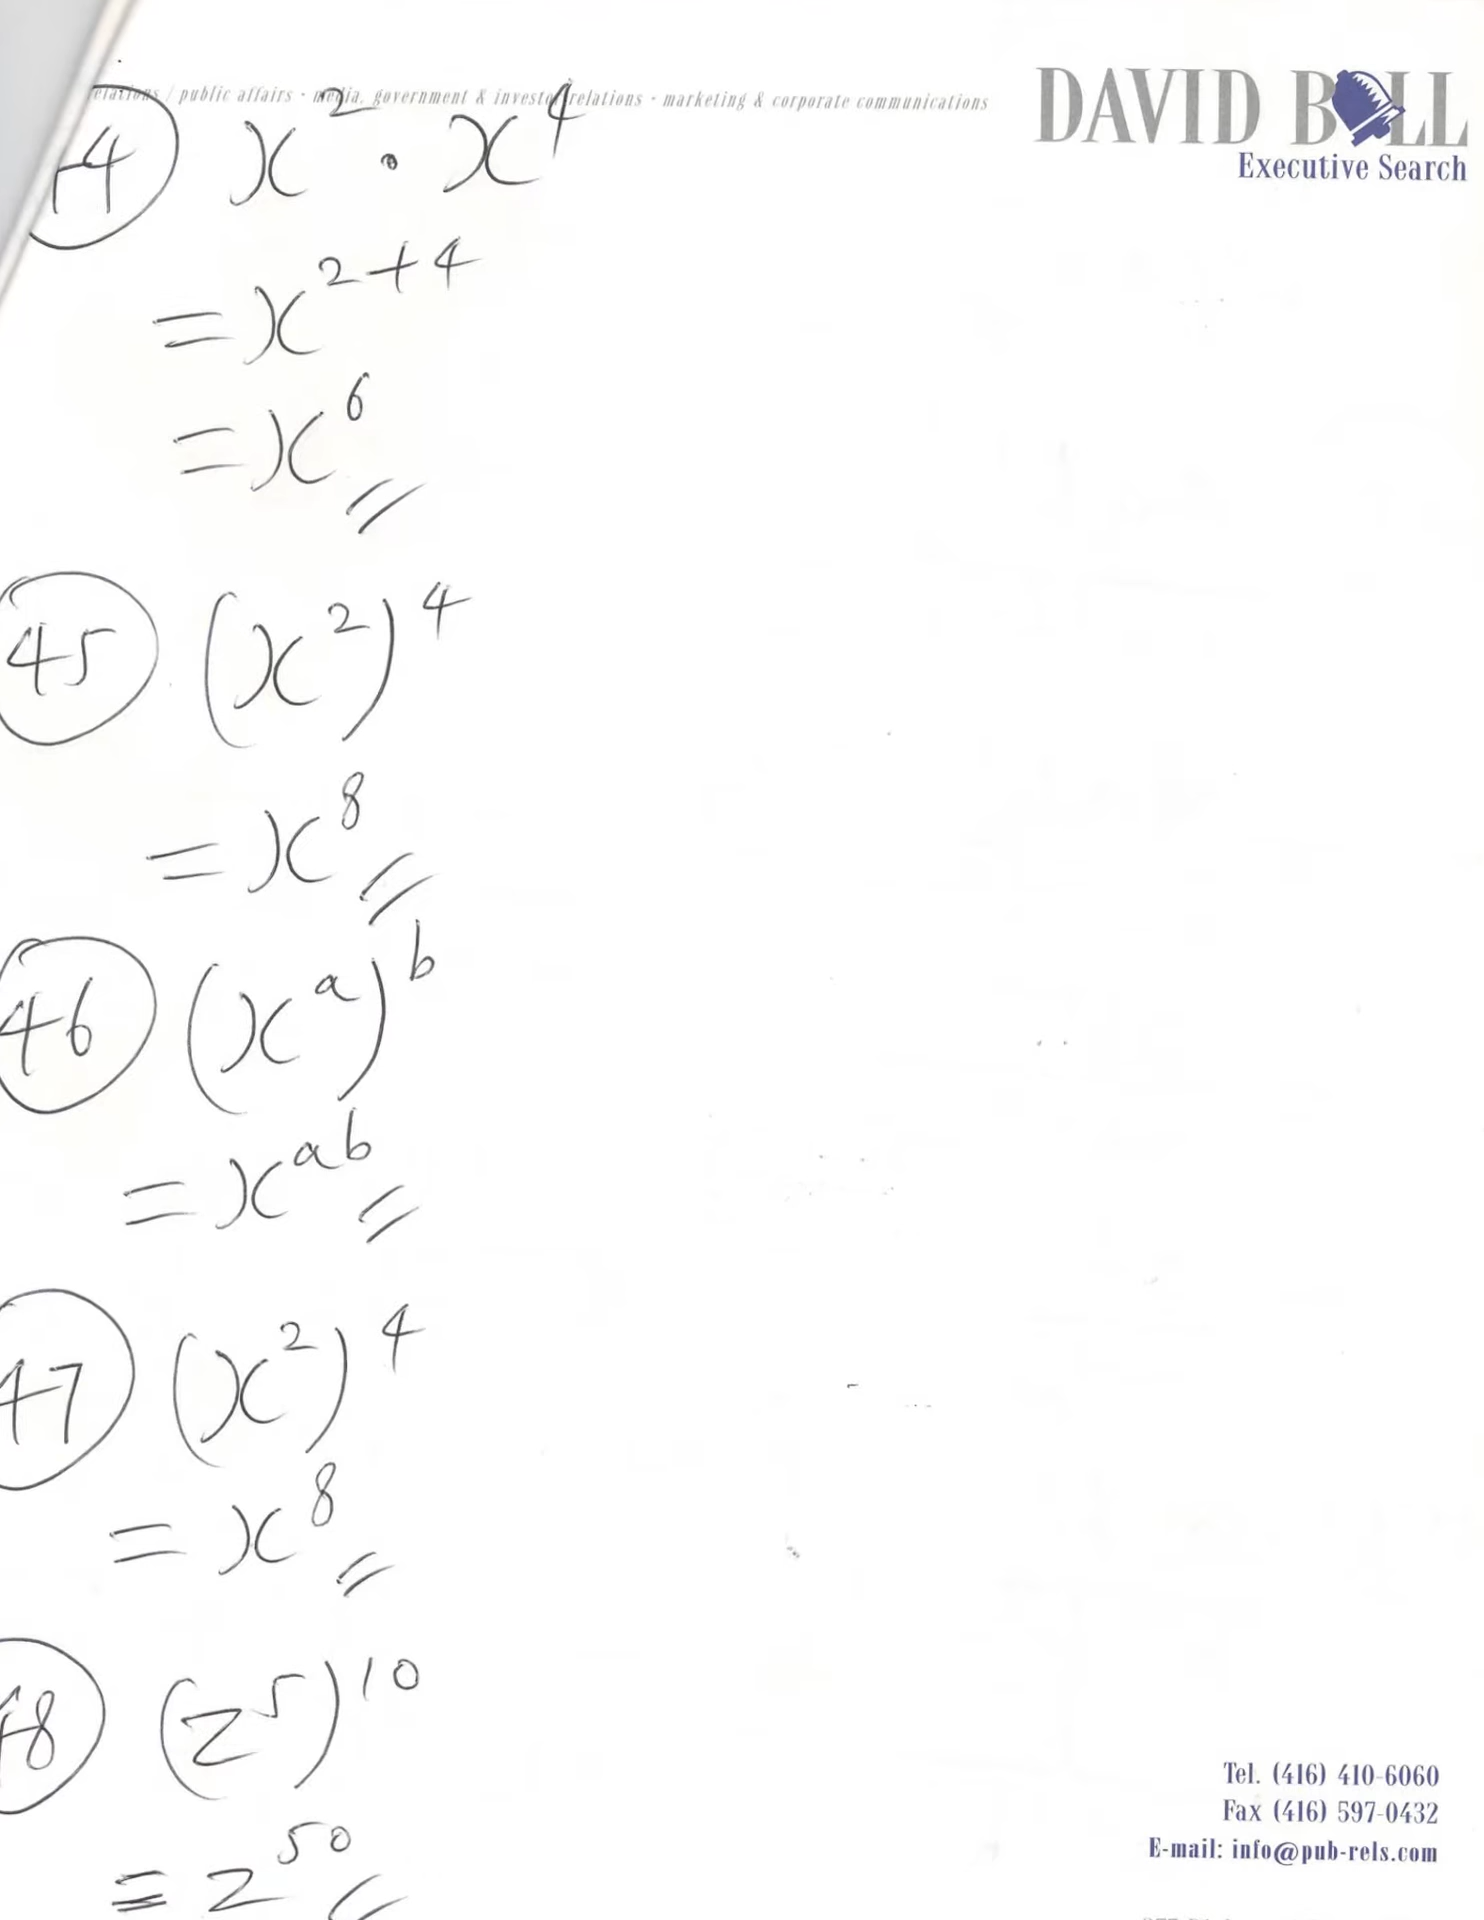 elations / public affairs - media, government & investor relations - marketing & corporate communications
DAVID BELL
Executive Search
44 x² · x⁴
= x²⁺⁴
= x⁶
45 (x²)⁴
= x⁸
46 (xᵃ)ᵇ
= xᵃᵇ
47 (x²)⁴
= x⁸
48 (z⁵)¹⁰
= z⁵⁰
Tel. (416) 410-6060
Fax (416) 597-0432
E-mail: info@pub-rels.com